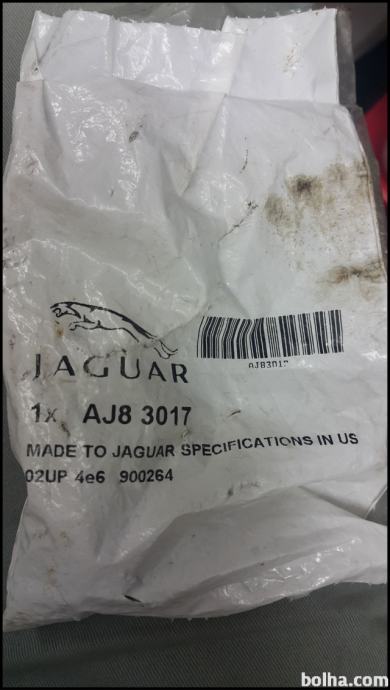 JAGUAR
AJ83017
1x AJ8 3017
MADE TO JAGUAR SPECIFICATIONS IN US
02UP 4e6 900264
bolha.com